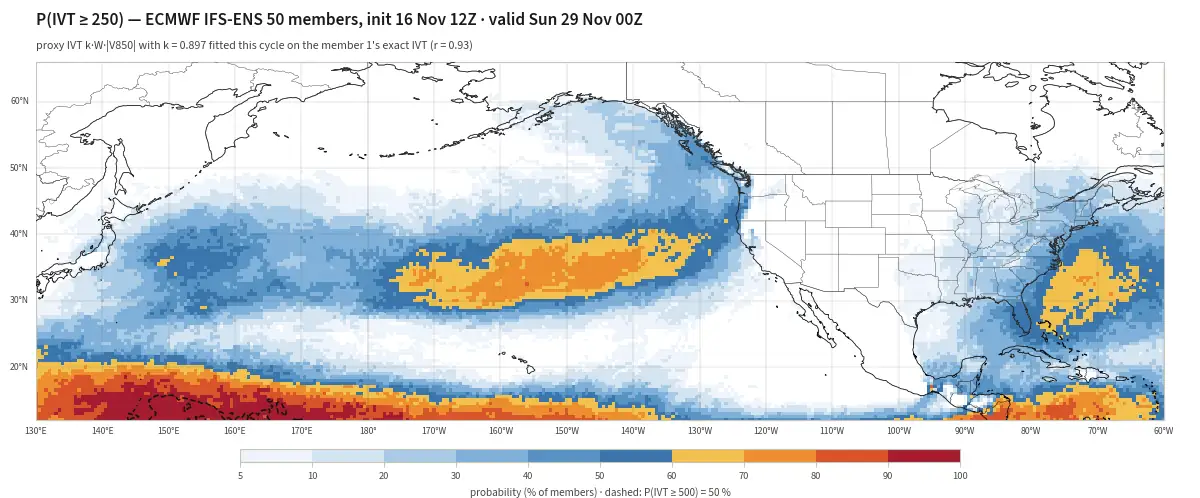 P(IVT ≥ 250) — ECMWF IFS-ENS 50 members, init 16 Nov 12Z · valid Sun 29 Nov 00Z
proxy IVT k·W·|V850| with k = 0.897 fitted this cycle on the member 1's exact IVT (r = 0.93)
60°N
50°N
40°N
30°N
20°N
130°E 140°E 150°E 160°E 170°E 180° 170°W 160°W 150°W 140°W 130°W 120°W 110°W 100°W 90°W 80°W 70°W 60°W
5 10 20 30 40 50 60 70 80 90 100
probability (% of members) · dashed: P(IVT ≥ 500) = 50 %